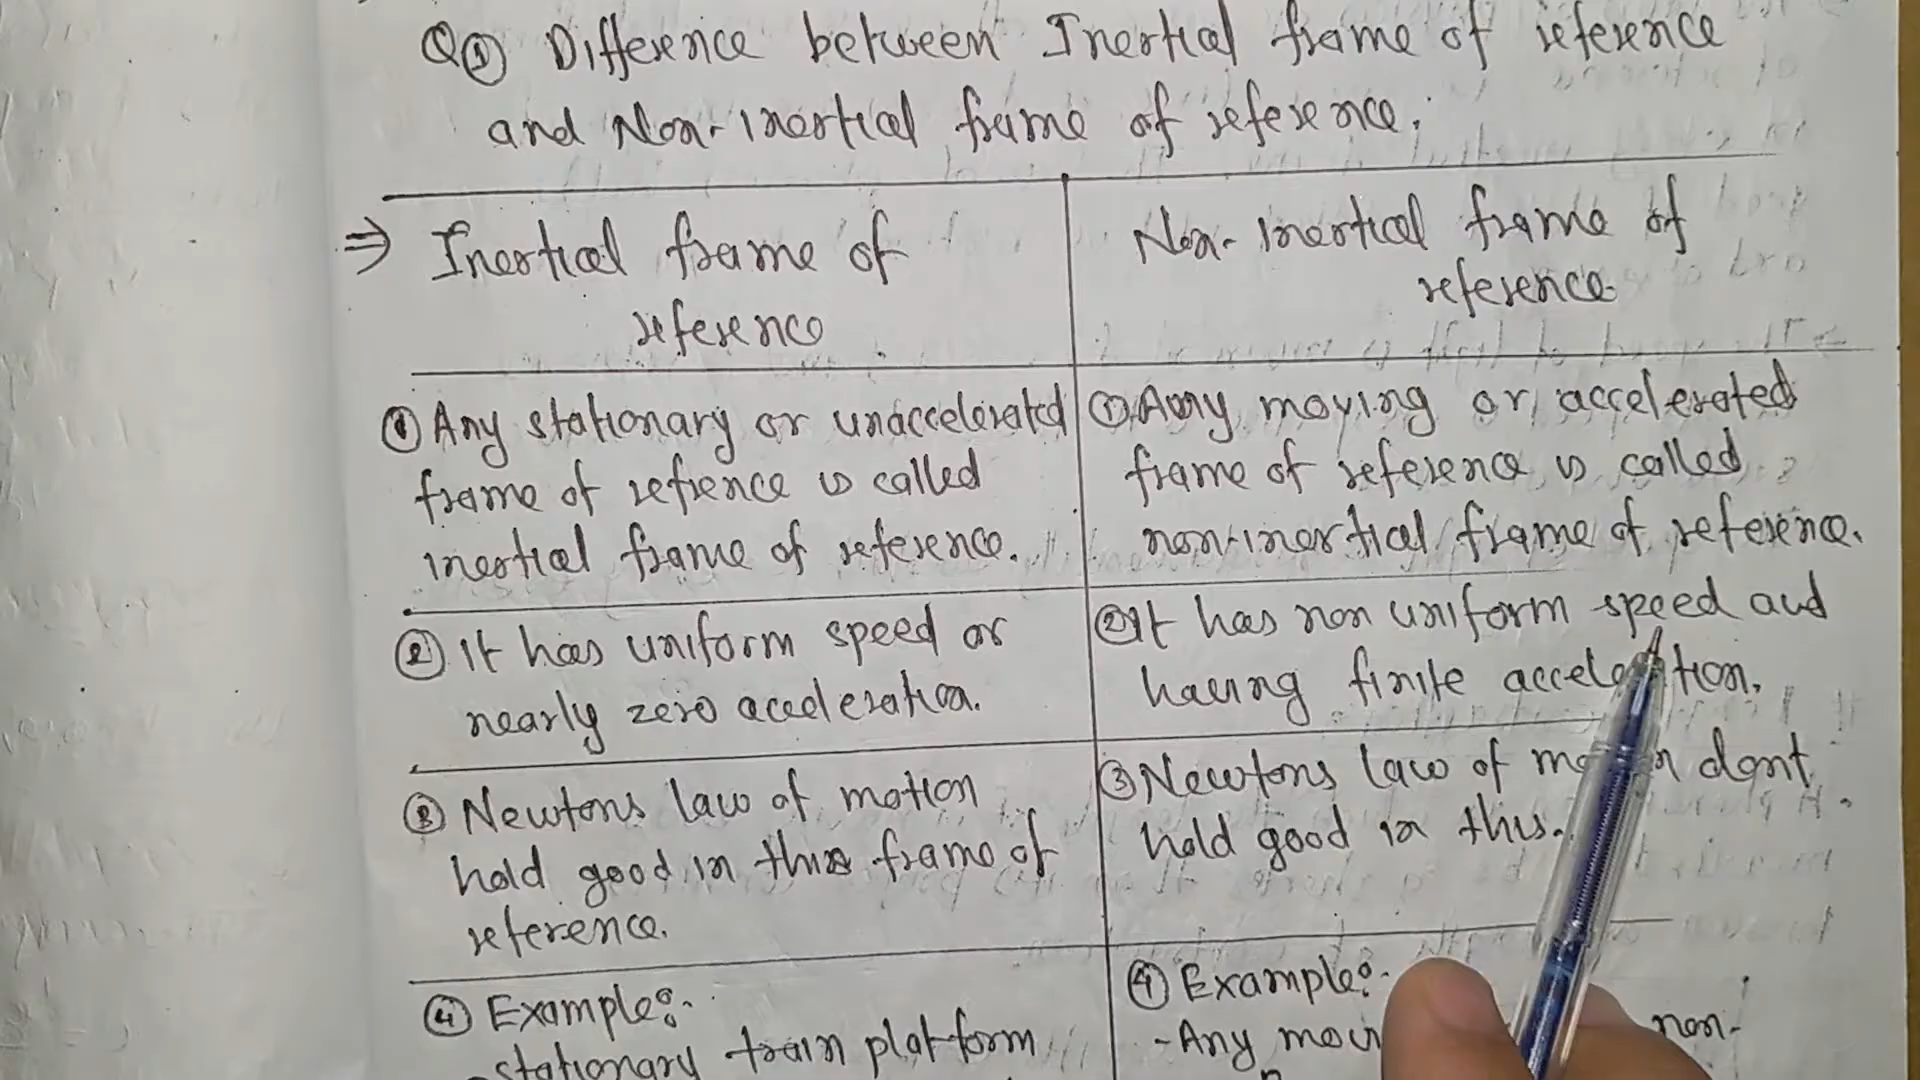 Q① Difference between Inertial frame of reference
and Non-inertial frame of reference.
⇒ Inertial frame of
reference
① Any stationary or unaccelerated
frame of refrence is called
inertial frame of reference.
② It has uniform speed or
nearly zero acceleration.
③ Newtons law of motion
hold good in this frame of
reference.
④ Example:-
stationary train platform
Non-inertial frame of
reference
① Any moving or accelerated
frame of reference is called
non-inertial frame of reference.
② It has non uniform speed and
having finite acceleration.
③ Newtons law of dont
hold good in this.
④ Example:-
-Any non-